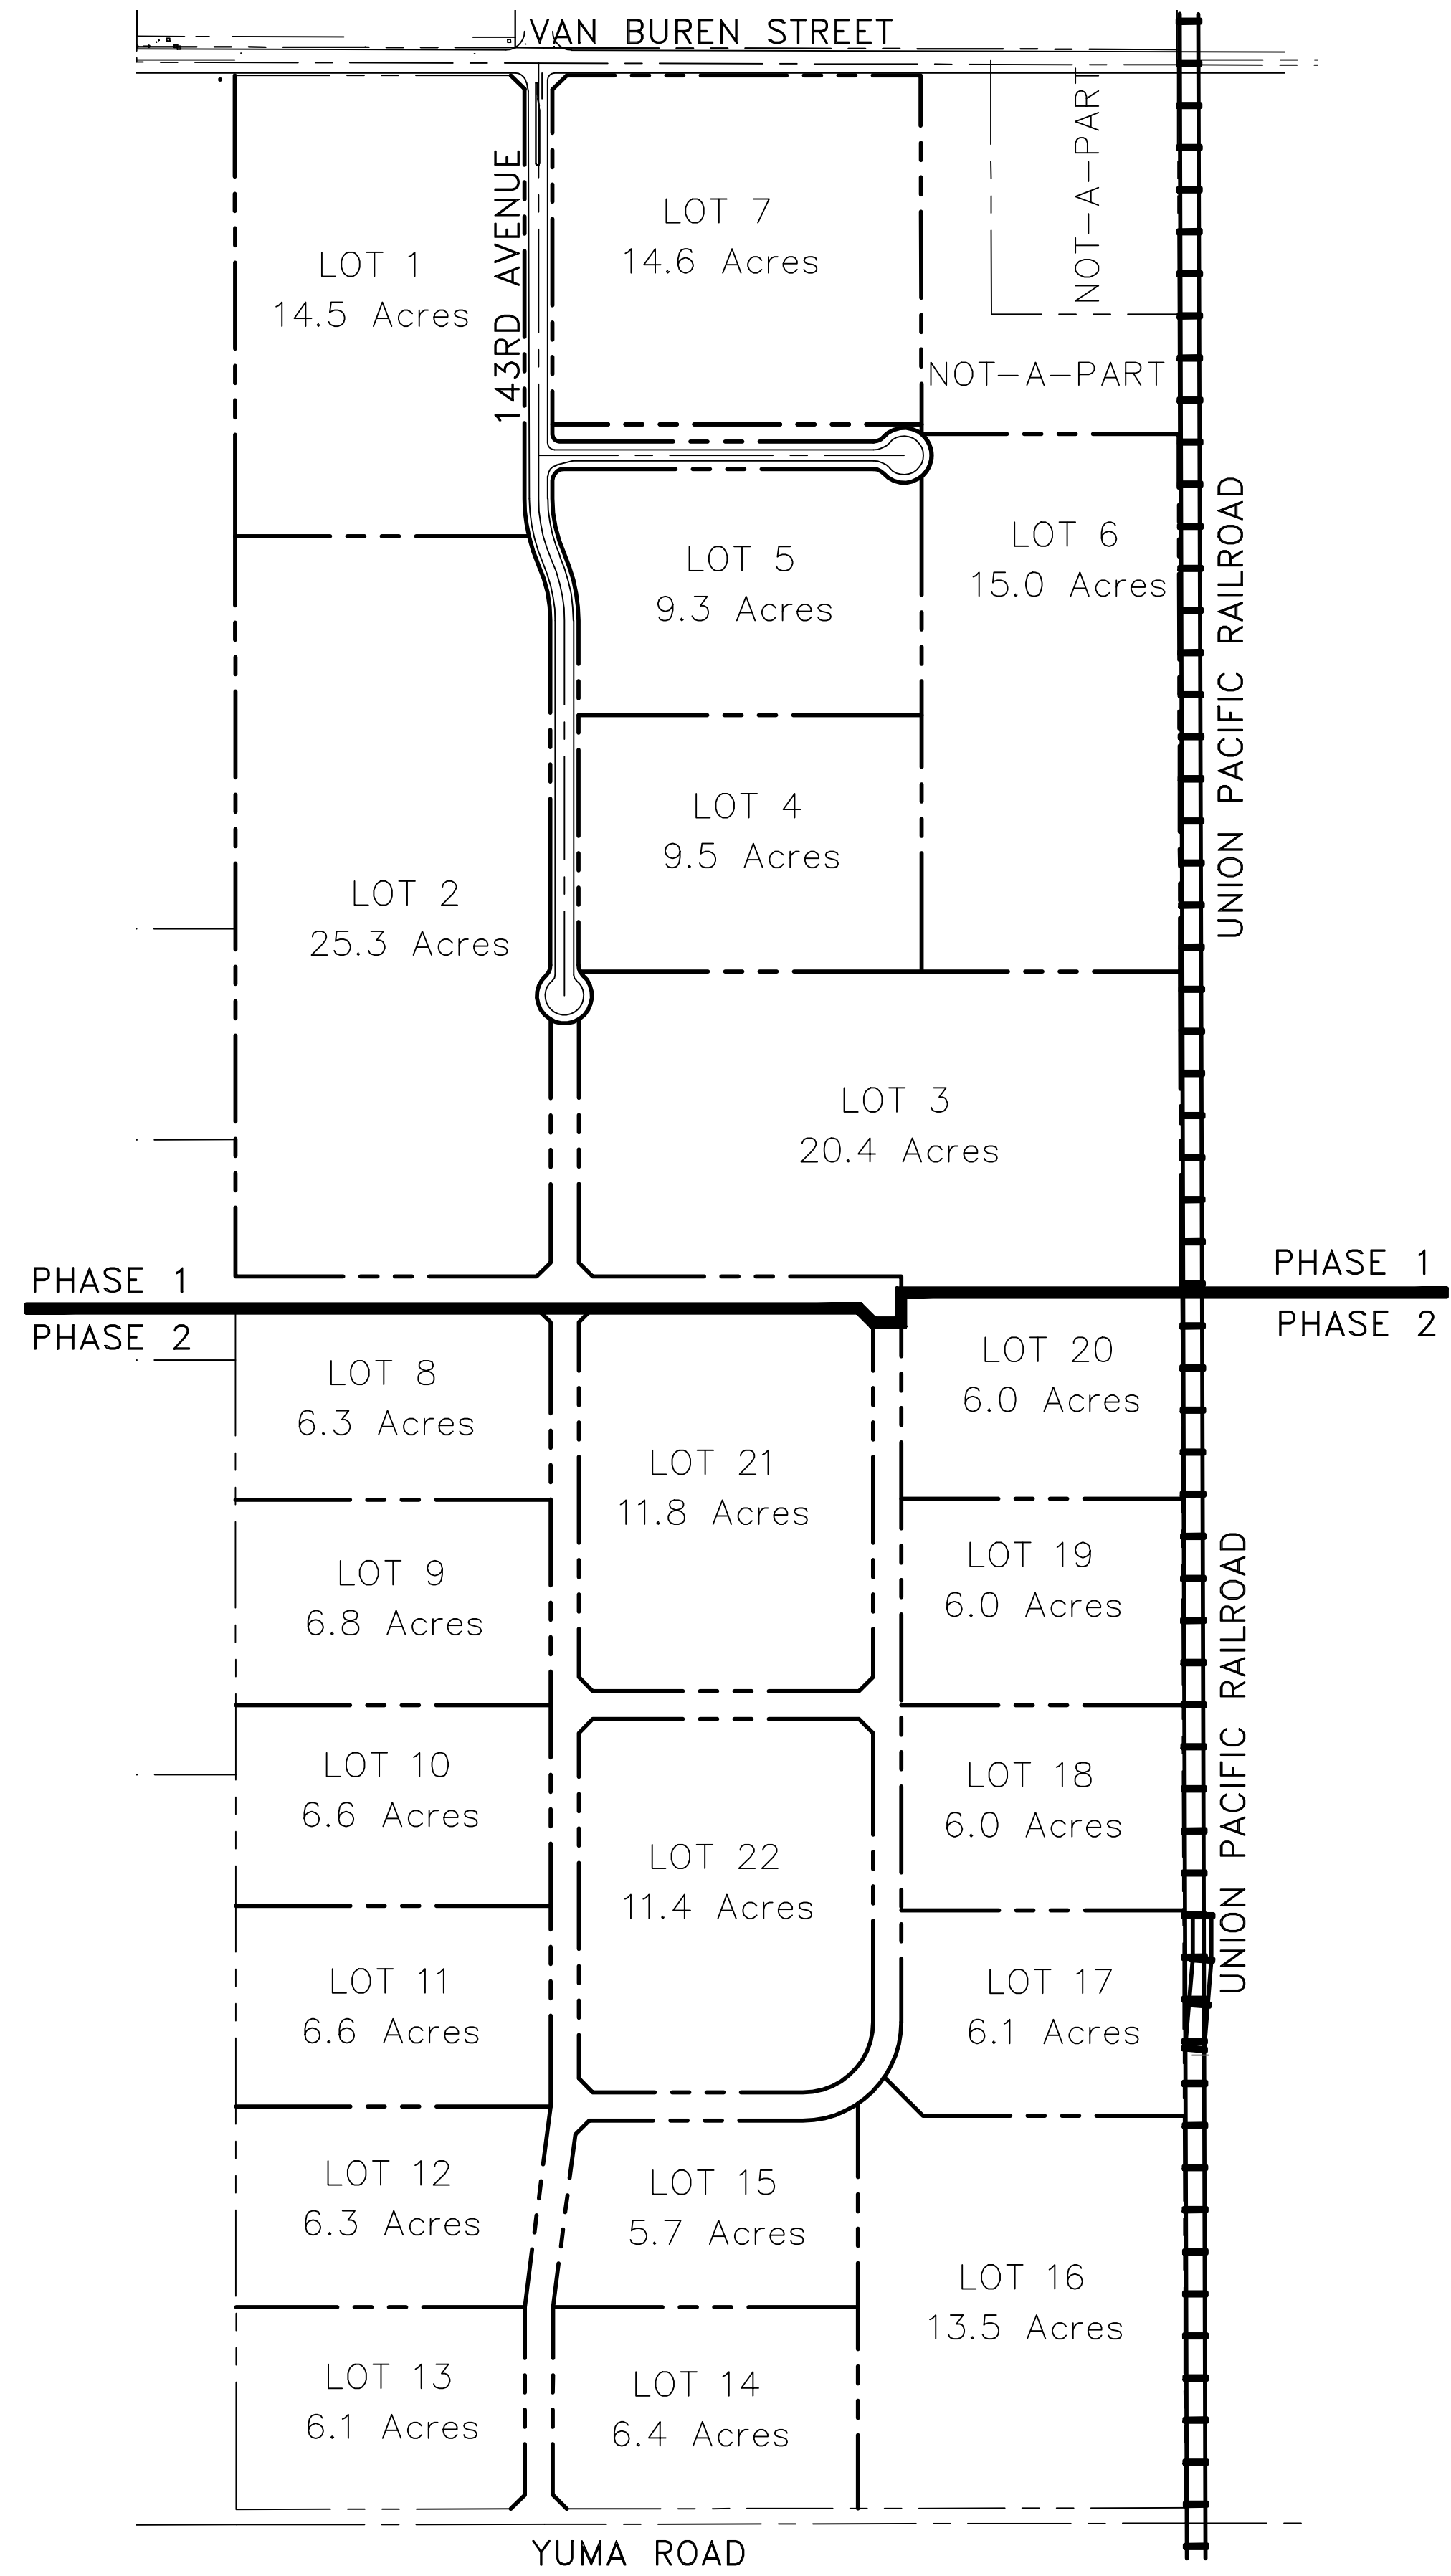 VAN BUREN STREET
143RD AVENUE
NOT-A-PART
LOT 7
14.6 Acres
LOT 1
14.5 Acres
NOT-A-PART
LOT 6
15.0 Acres
UNION PACIFIC RAILROAD
LOT 5
9.3 Acres
LOT 4
9.5 Acres
LOT 2
25.3 Acres
LOT 3
20.4 Acres
PHASE 1
PHASE 1
PHASE 2
PHASE 2
LOT 8
6.3 Acres
LOT 20
6.0 Acres
LOT 21
11.8 Acres
LOT 9
6.8 Acres
LOT 19
6.0 Acres
UNION PACIFIC RAILROAD
LOT 10
6.6 Acres
LOT 18
6.0 Acres
LOT 22
11.4 Acres
LOT 11
6.6 Acres
LOT 17
6.1 Acres
LOT 12
6.3 Acres
LOT 15
5.7 Acres
LOT 16
13.5 Acres
LOT 13
6.1 Acres
LOT 14
6.4 Acres
YUMA ROAD